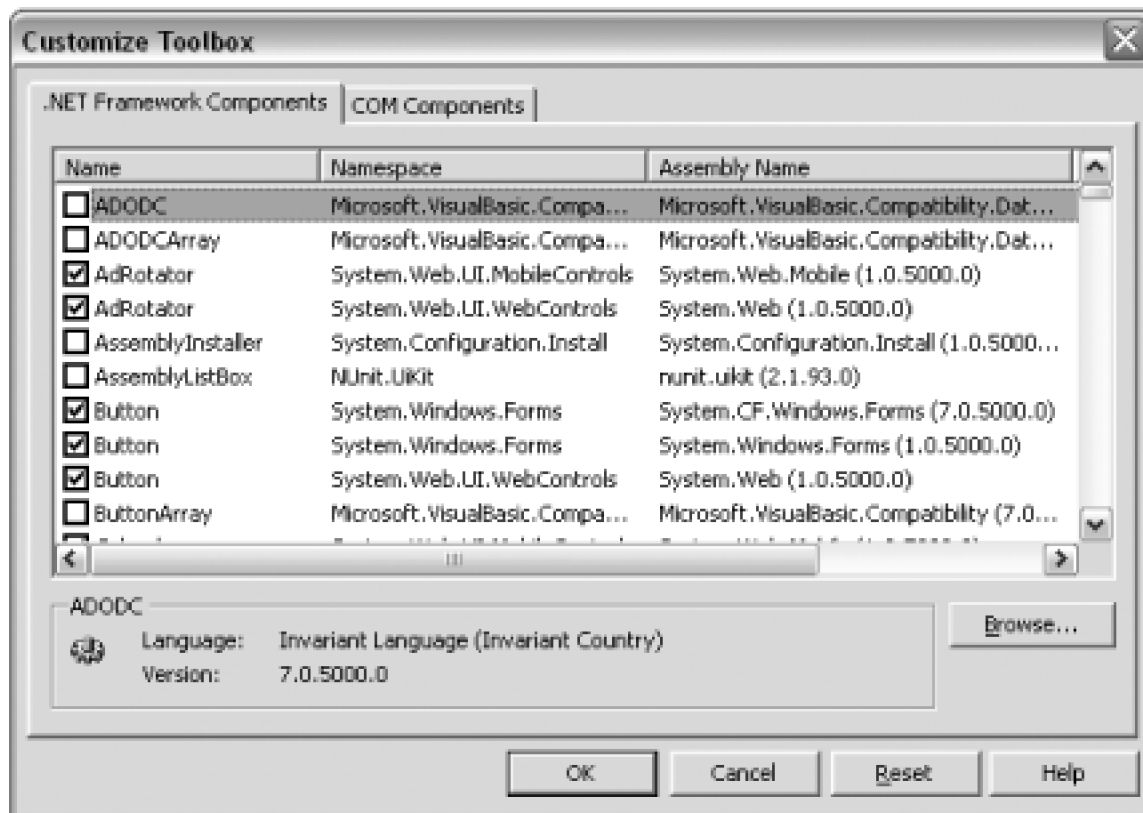 Customize Toolbox
.NET Framework Components COM Components
Name Namespace Assembly Name
ADODC Microsoft.VisualBasic.Compa... Microsoft.VisualBasic.Compatibility.Dat...
ADODCArray Microsoft.VisualBasic.Compa... Microsoft.VisualBasic.Compatibility.Dat...
AdRotator System.Web.UI.MobileControls System.Web.Mobile (1.0.5000.0)
AdRotator System.Web.UI.WebControls System.Web (1.0.5000.0)
AssemblyInstaller System.Configuration.Install System.Configuration.Install (1.0.5000...
AssemblyListBox NUnit.UiKit nunit.uikit (2.1.93.0)
Button System.Windows.Forms System.CF.Windows.Forms (7.0.5000.0)
Button System.Windows.Forms System.Windows.Forms (1.0.5000.0)
Button System.Web.UI.WebControls System.Web (1.0.5000.0)
ButtonArray Microsoft.VisualBasic.Compa... Microsoft.VisualBasic.Compatibility (7.0...
ADODC
Browse...
Language: Invariant Language (Invariant Country)
Version: 7.0.5000.0
OK Cancel Reset Help